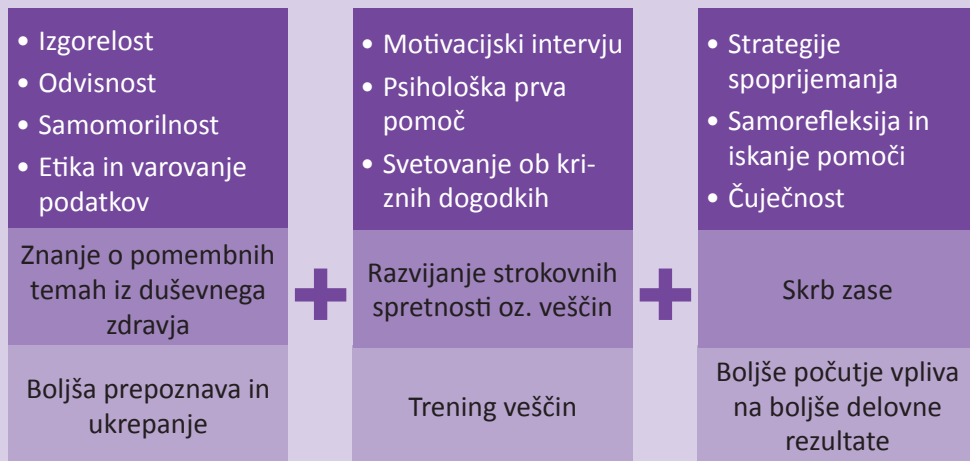 • Izgorelost
• Odvisnost
• Samomorilnost
• Etika in varovanje
podatkov
Znanje o pomembnih
temah iz duševnega
zdravja
Boljša prepoznava in
ukrepanje
+
• Motivacijski intervju
• Psihološka prva
pomoč
• Svetovanje ob kri-
znih dogodkih
Razvijanje strokovnih
spretnosti oz. veščin
Trening veščin
+
• Strategije
spoprijemanja
• Samorefleksija in
iskanje pomoči
• Čuječnost
Skrb zase
Boljše počutje vpliva
na boljše delovne
rezultate